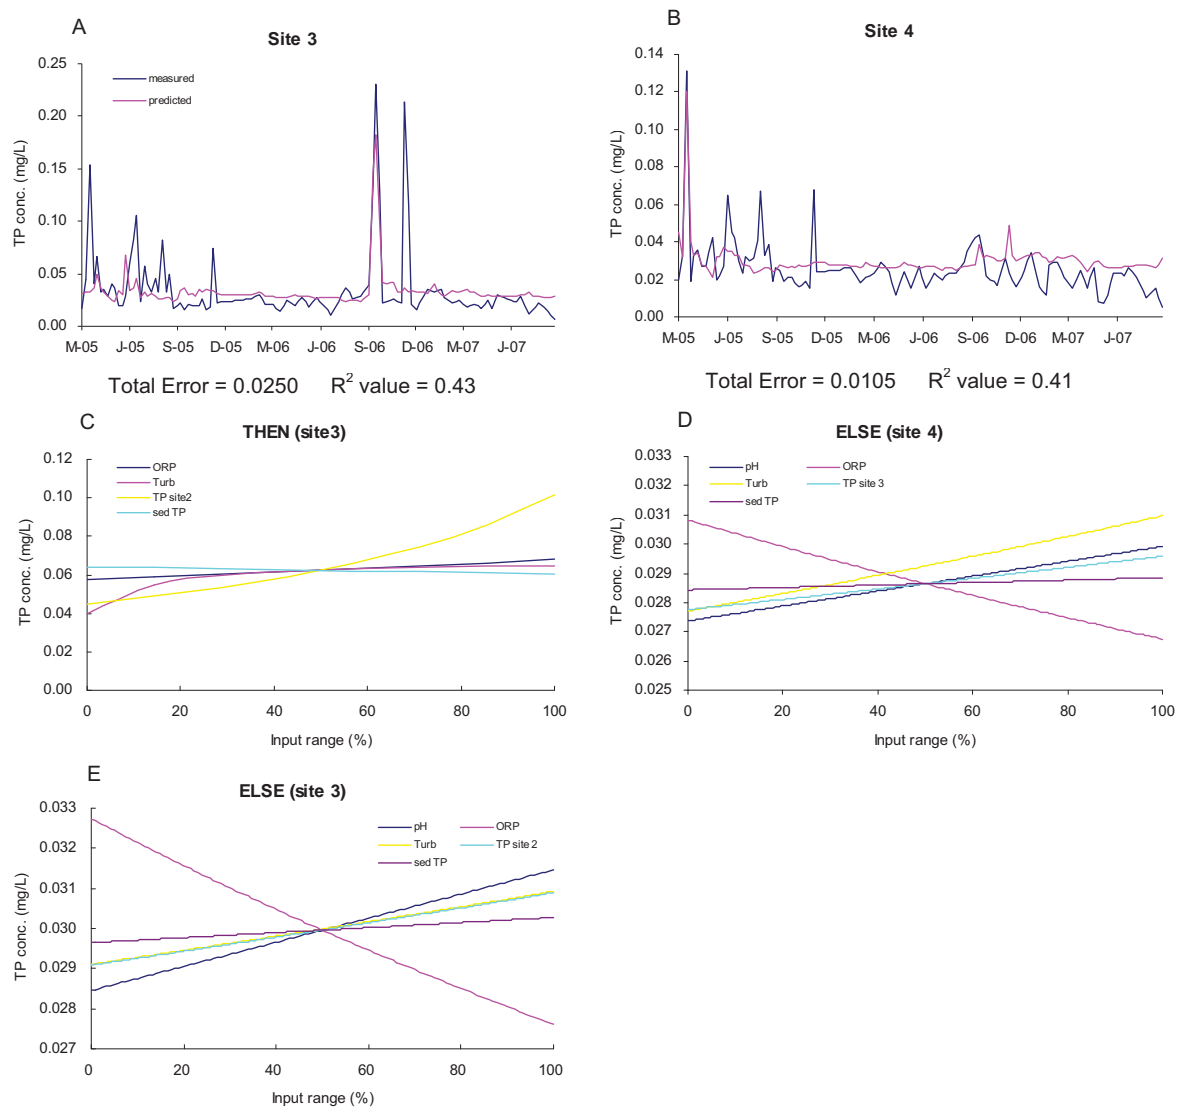 A
Site 3
TP conc. (mg/L)
0.25
0.20
0.15
0.10
0.05
0.00
measured
predicted
M-05 J-05 S-05 D-05 M-06 J-06 S-06 D-06 M-07 J-07
Total Error = 0.0250 R² value = 0.43
B
Site 4
TP conc. (mg/L)
0.14
0.12
0.10
0.08
0.06
0.04
0.02
0.00
M-05 J-05 S-05 D-05 M-06 J-06 S-06 D-06 M-07 J-07
Total Error = 0.0105 R² value = 0.41
C
THEN (site3)
TP conc. (mg/L)
0.12
0.10
0.08
0.06
0.04
0.02
0.00
ORP
Turb
TP site2
sed TP
0 20 40 60 80 100
Input range (%)
D
ELSE (site 4)
TP conc. (mg/L)
0.033
0.032
0.031
0.030
0.029
0.028
0.027
0.026
0.025
pH ORP
Turb TP site 3
sed TP
0 20 40 60 80 100
Input range (%)
E
ELSE (site 3)
TP conc. (mg/L)
0.033
0.032
0.031
0.030
0.029
0.028
0.027
pH ORP
Turb TP site 2
sed TP
0 20 40 60 80 100
Input range (%)